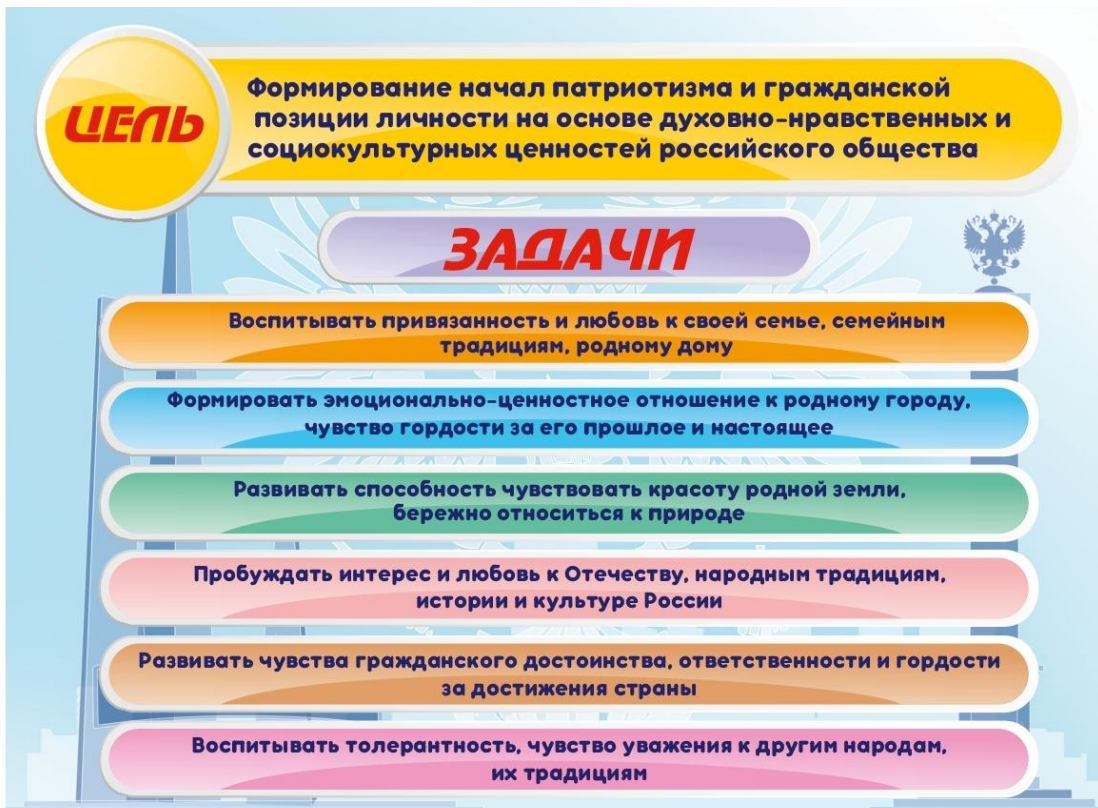 ЦЕЛЬ
Формирование начал патриотизма и гражданской
позиции личности на основе духовно-нравственных и
социокультурных ценностей российского общества
ЗАДАЧИ
Воспитывать привязанность и любовь к своей семье, семейным
традициям, родному дому
Формировать эмоционально-ценностное отношение к родному городу,
чувство гордости за его прошлое и настоящее
Развивать способность чувствовать красоту родной земли,
бережно относиться к природе
Пробуждать интерес и любовь к Отечеству, народным традициям,
истории и культуре России
Развивать чувства гражданского достоинства, ответственности и гордости
за достижения страны
Воспитывать толерантность, чувство уважения к другим народам,
их традициям